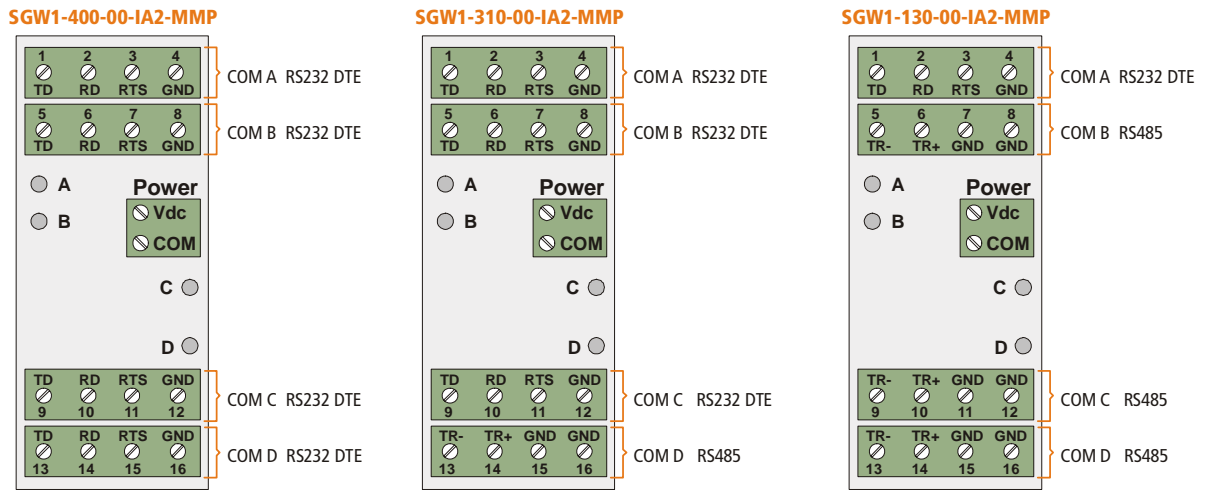 SGW1-400-00-IA2-MMP
1 2 3 4
TD RD RTS GND
COM A RS232 DTE
5 6 7 8
TD RD RTS GND
COM B RS232 DTE
A
Power
B
Vdc
COM
C
D
TD RD RTS GND
9 10 11 12
COM C RS232 DTE
TD RD RTS GND
13 14 15 16
COM D RS232 DTE
SGW1-310-00-IA2-MMP
1 2 3 4
TD RD RTS GND
COM A RS232 DTE
5 6 7 8
TD RD RTS GND
COM B RS232 DTE
A
Power
B
Vdc
COM
C
D
TD RD RTS GND
9 10 11 12
COM C RS232 DTE
TR- TR+ GND GND
13 14 15 16
COM D RS485
SGW1-130-00-IA2-MMP
1 2 3 4
TD RD RTS GND
COM A RS232 DTE
5 6 7 8
TR- TR+ GND GND
COM B RS485
A
Power
B
Vdc
COM
C
D
TR- TR+ GND GND
9 10 11 12
COM C RS485
TR- TR+ GND GND
13 14 15 16
COM D RS485